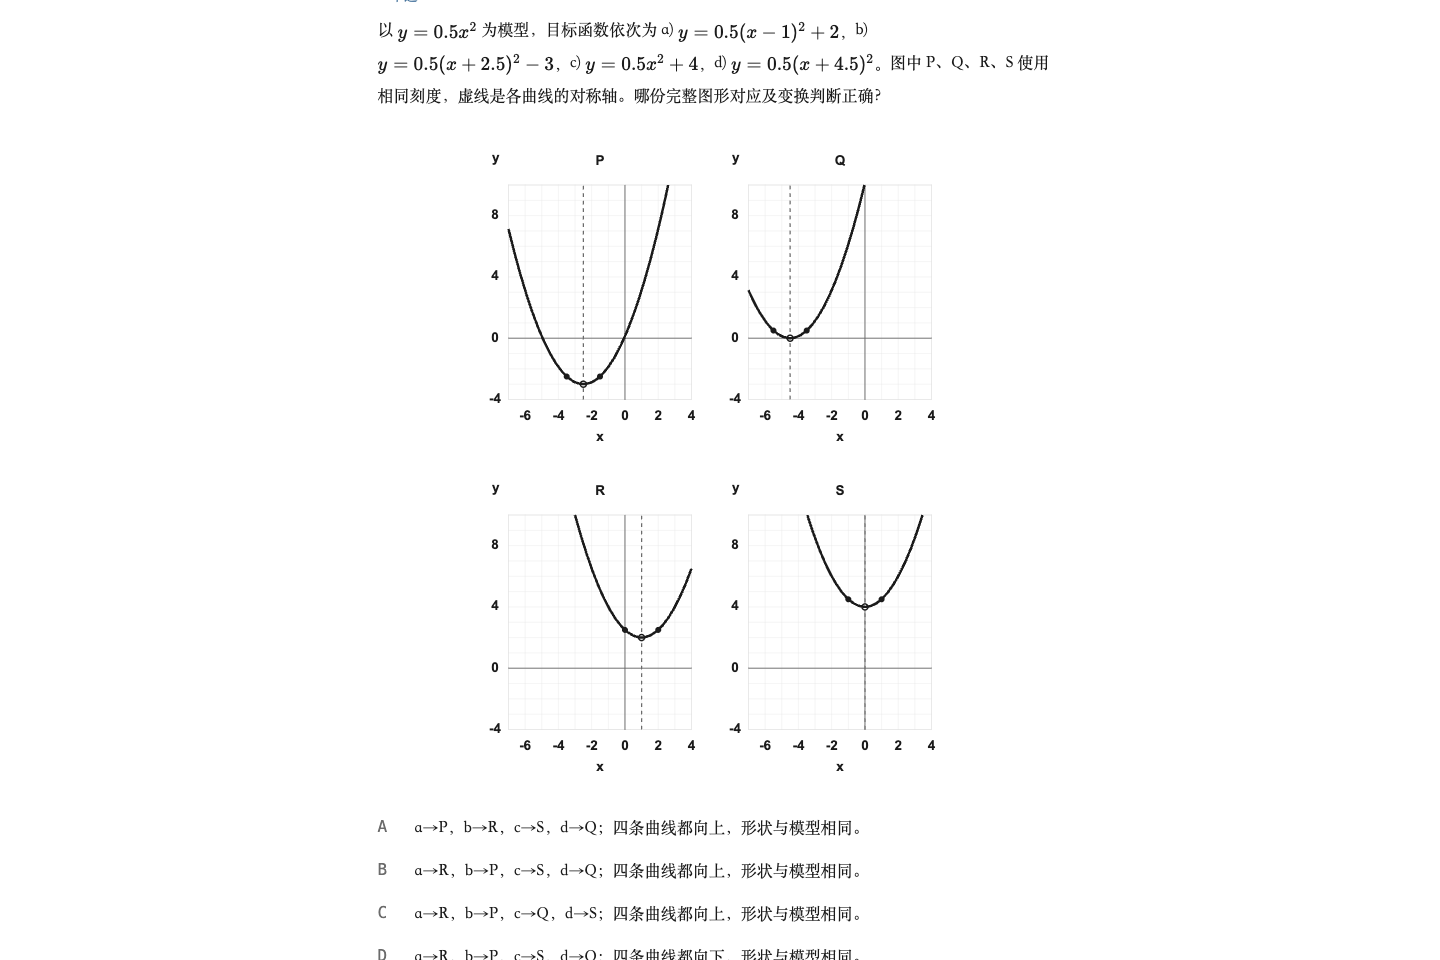 以 y = 0.5x² 为模型，目标函数依次为 a) y = 0.5(x − 1)² + 2，b)
y = 0.5(x + 2.5)² − 3，c) y = 0.5x² + 4，d) y = 0.5(x + 4.5)²。图中 P、Q、R、S 使用
相同刻度，虚线是各曲线的对称轴。哪份完整图形对应及变换判断正确？
y P
8
4
0
-4
-6 -4 -2 0 2 4
x
y Q
8
4
0
-4
-6 -4 -2 0 2 4
x
y R
8
4
0
-4
-6 -4 -2 0 2 4
x
y S
8
4
0
-4
-6 -4 -2 0 2 4
x
A a→P，b→R，c→S，d→Q；四条曲线都向上，形状与模型相同。
B a→R，b→P，c→S，d→Q；四条曲线都向上，形状与模型相同。
C a→R，b→P，c→Q，d→S；四条曲线都向上，形状与模型相同。
D a→R，b→P，c→S，d→Q；四条曲线都向下，形状与模型相同。